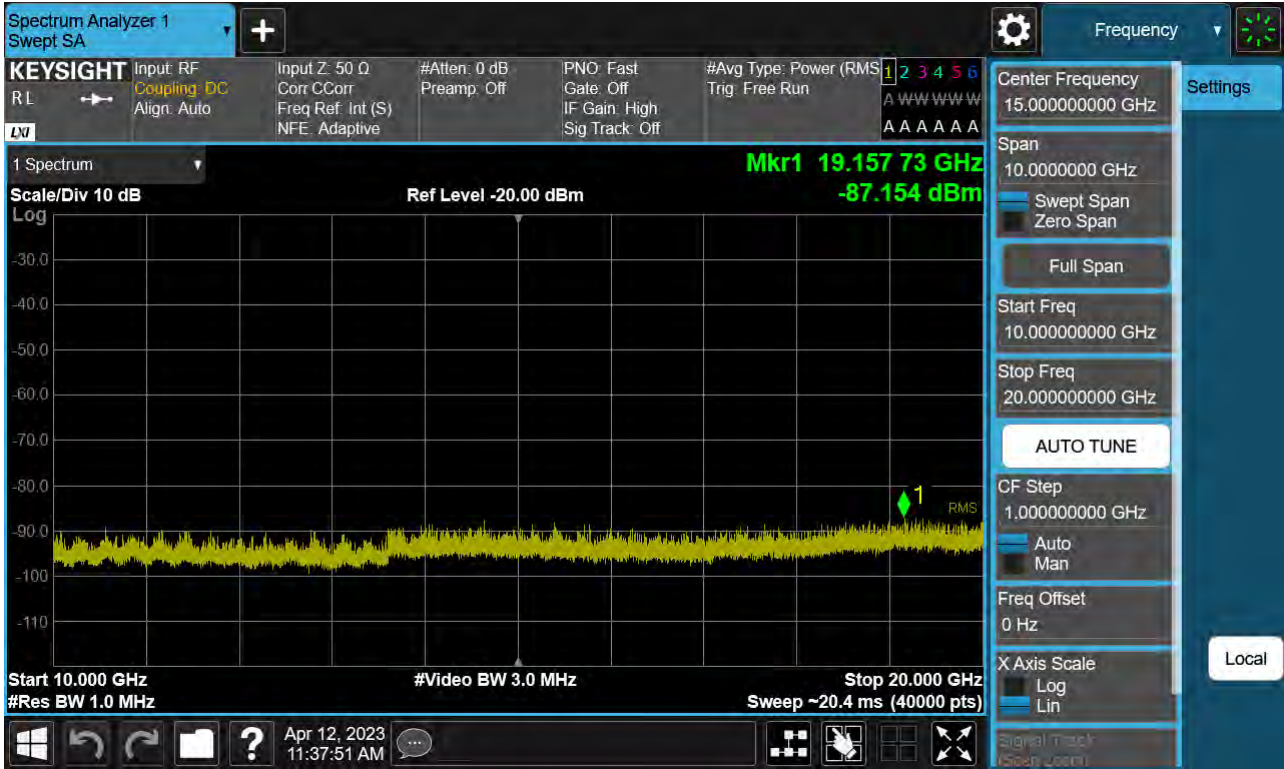 Spectrum Analyzer 1
Swept SA
+
Frequency
KEYSIGHT
R L
LXI
Input: RF
Coupling: DC
Align: Auto
Input Z: 50 Ω
Corr CCorr
Freq Ref: Int (S)
NFE: Adaptive
#Atten: 0 dB
Preamp: Off
PNO: Fast
Gate: Off
IF Gain: High
Sig Track: Off
#Avg Type: Power (RMS
Trig: Free Run
1 2 3 4 5 6
A W W W W W
A A A A A A
1 Spectrum
Scale/Div 10 dB
Ref Level -20.00 dBm
Mkr1 19.157 73 GHz
-87.154 dBm
Log
-30.0
-40.0
-50.0
-60.0
-70.0
-80.0
-90.0
-100
-110
1
RMS
Start 10.000 GHz
#Res BW 1.0 MHz
#Video BW 3.0 MHz
Stop 20.000 GHz
Sweep ~20.4 ms (40000 pts)
Center Frequency
15.000000000 GHz
Span
10.0000000 GHz
Swept Span
Zero Span
Full Span
Start Freq
10.000000000 GHz
Stop Freq
20.000000000 GHz
AUTO TUNE
CF Step
1.000000000 GHz
Auto
Man
Freq Offset
0 Hz
X Axis Scale
Log
Lin
Signal Track
(Span Zoom)
Settings
Local
?
Apr 12, 2023
11:37:51 AM